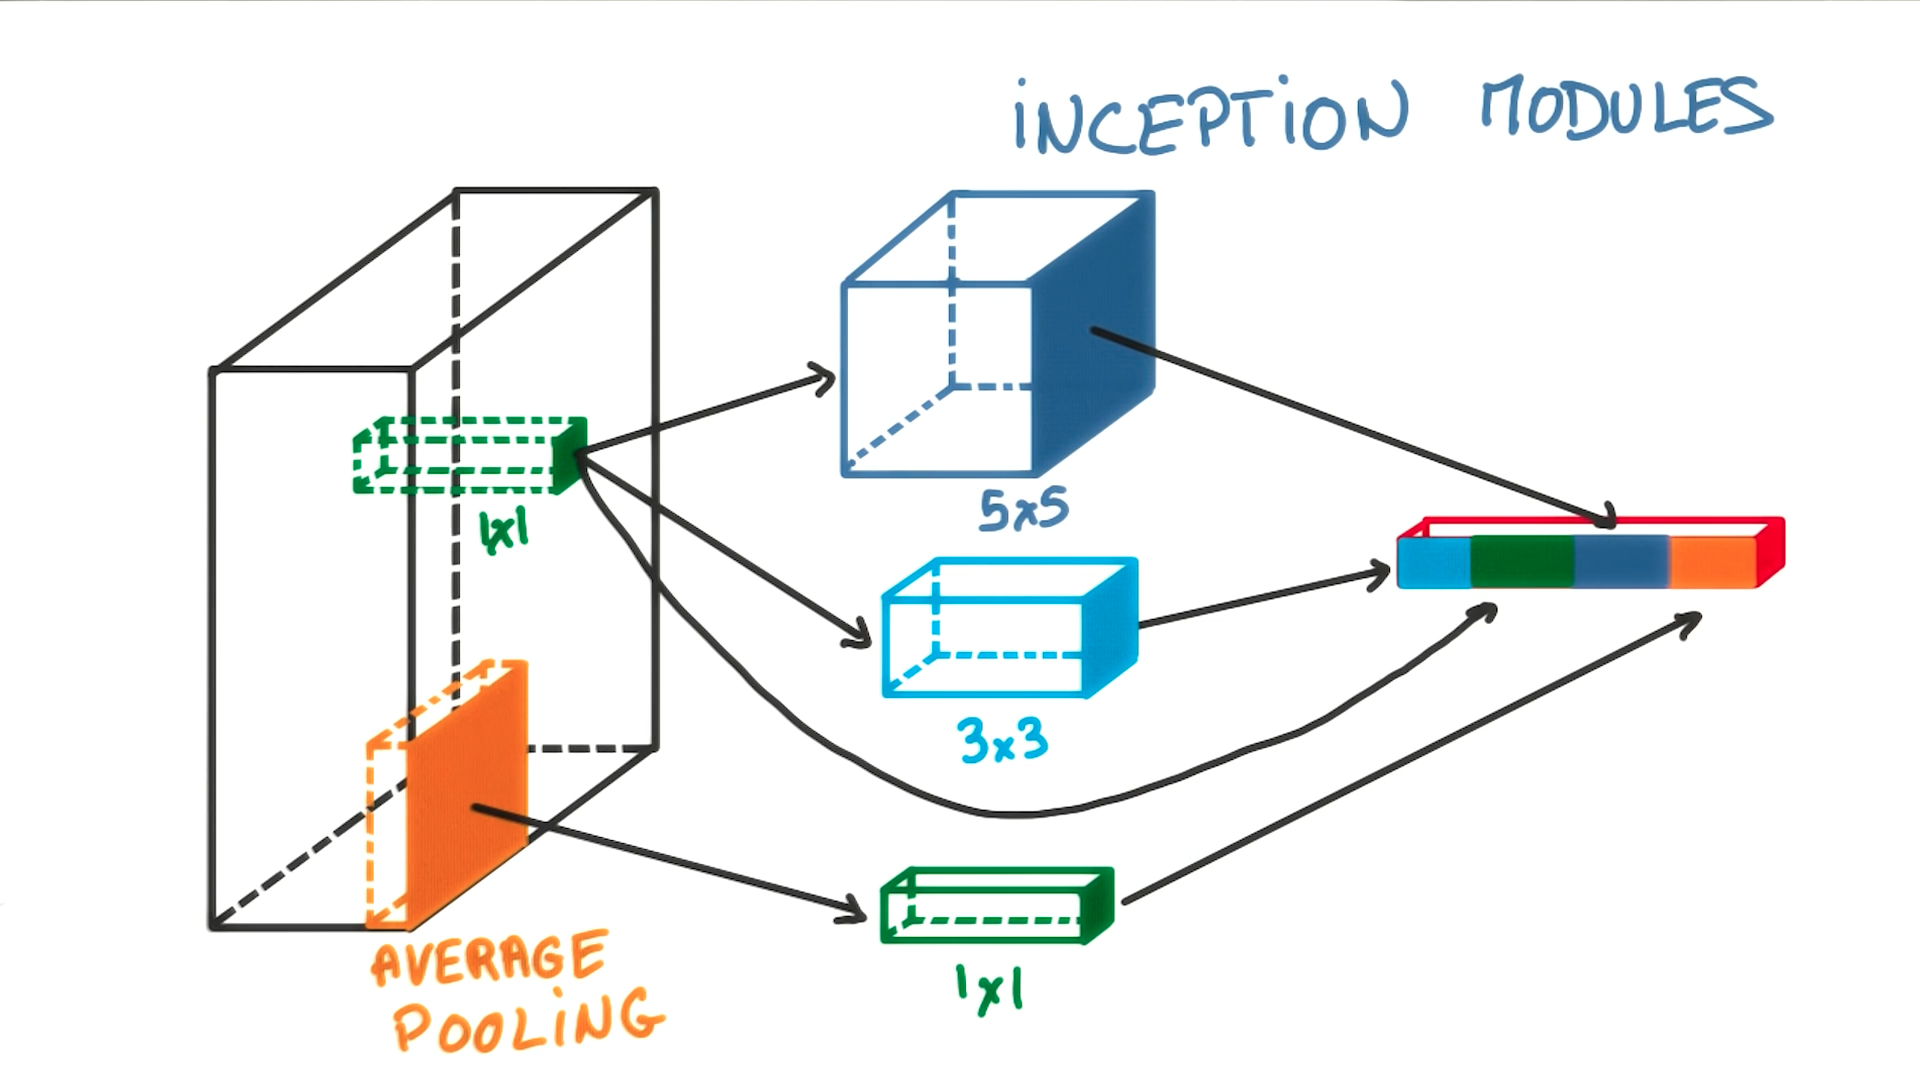 iNCEPTiON MODULES
1x1
5x5
3x3
AVERAGE
POOLiNG
1x1